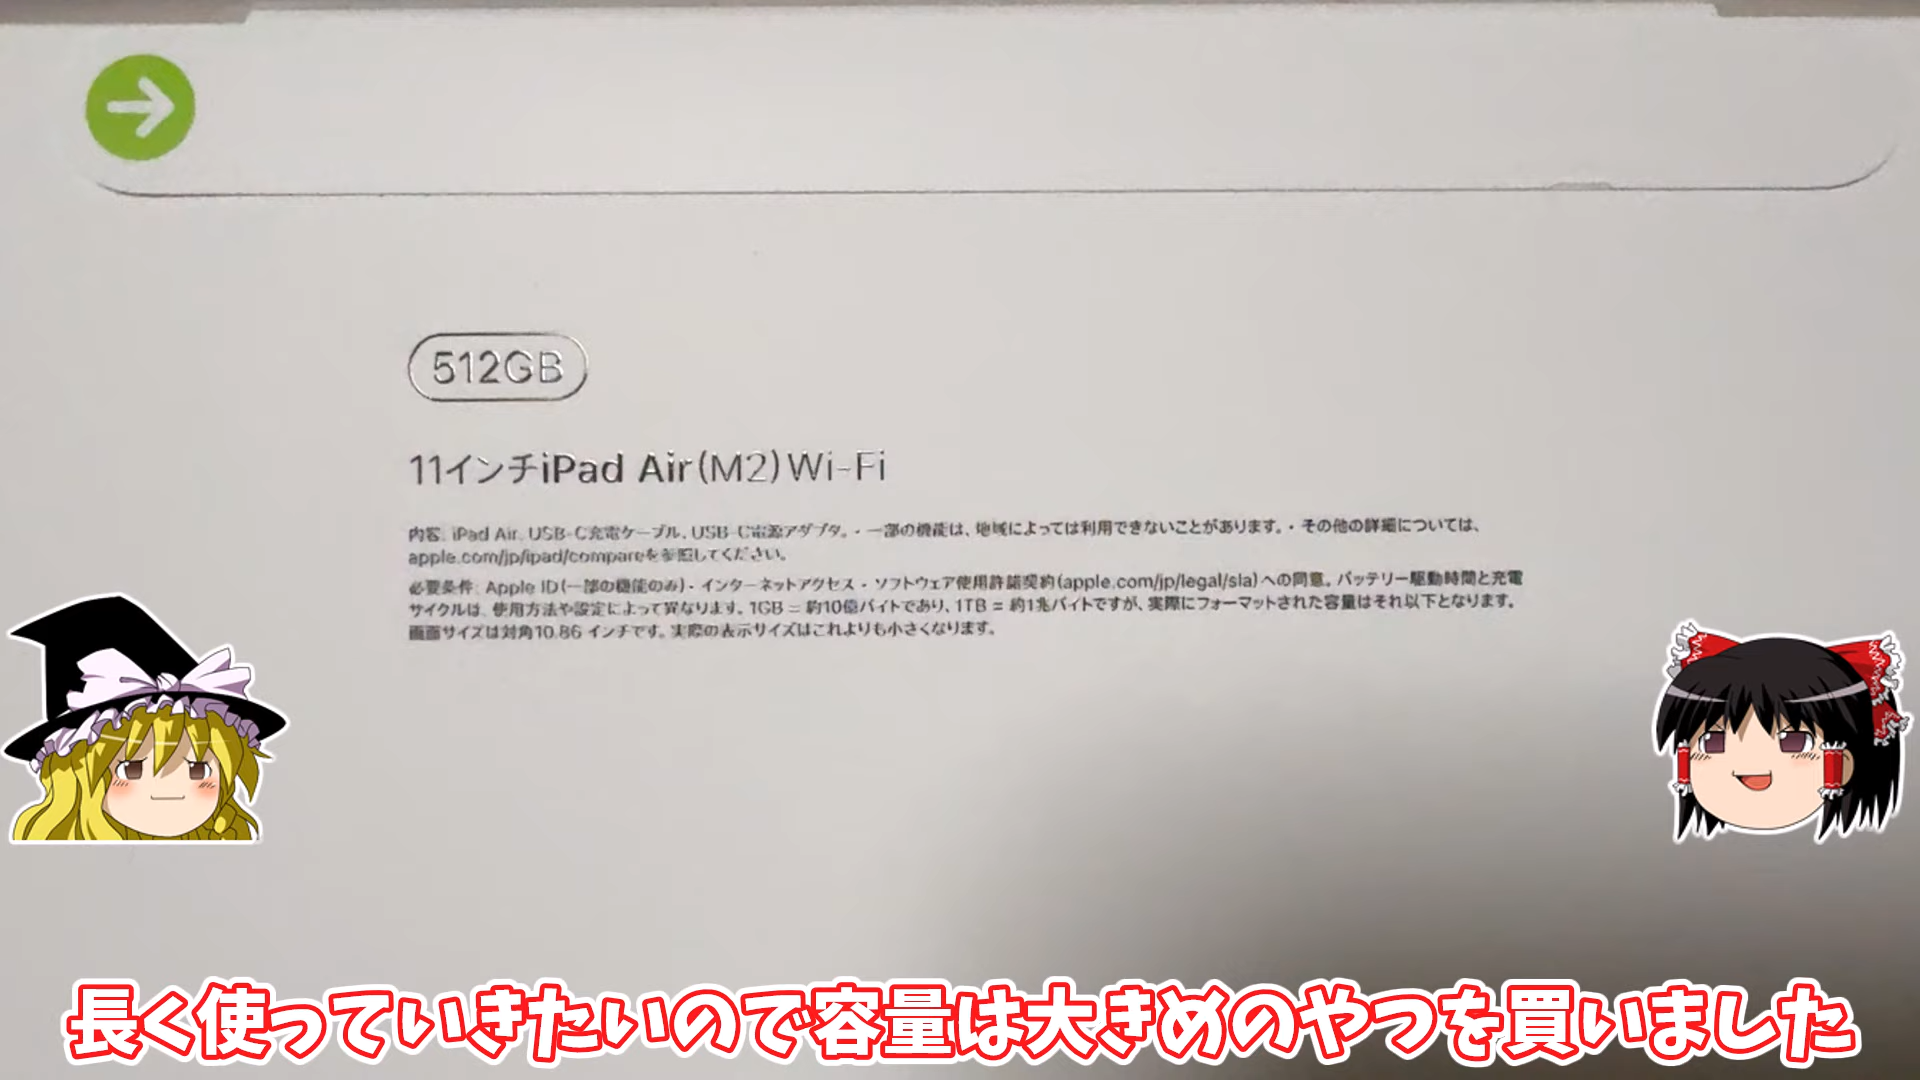 512GB
11インチiPad Air(M2)Wi-Fi
内容: iPad Air、USB-C充電ケーブル、USB-C電源アダプタ。・一部の機能は、地域によっては利用できないことがあります。・その他の詳細については、
apple.com/jp/ipad/compareを参照してください。
必要条件: Apple ID(一部の機能のみ)・インターネットアクセス・ソフトウェア使用許諾契約(apple.com/jp/legal/sla)への同意。バッテリー駆動時間と充電
サイクルは、使用方法や設定によって異なります。1GB = 約10億バイトであり、1TB = 約1兆バイトですが、実際にフォーマットされた容量はそれ以下となります。
画面サイズは対角10.86 インチです。実際の表示サイズはこれよりも小さくなります。
長く使っていきたいので容量は大きめのやつを買いました